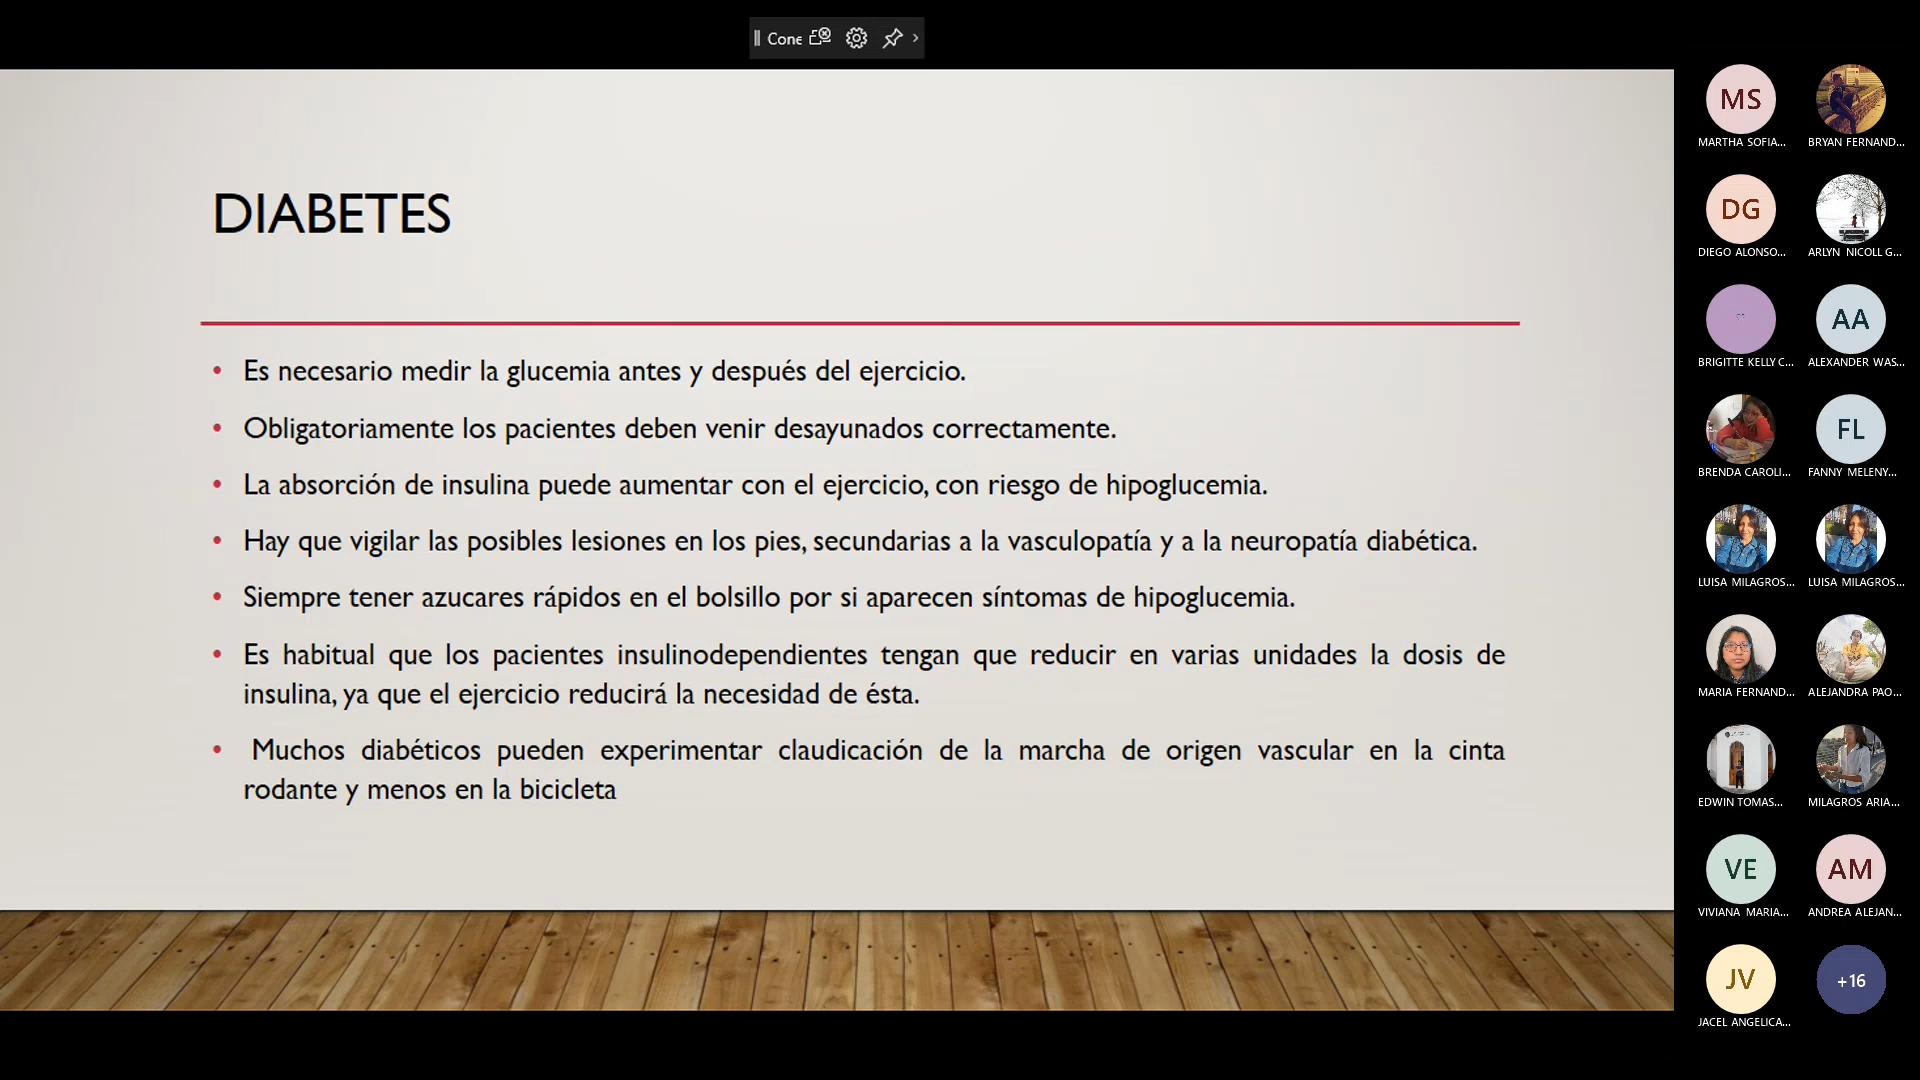 Cone
DIABETES
• Es necesario medir la glucemia antes y después del ejercicio.
• Obligatoriamente los pacientes deben venir desayunados correctamente.
• La absorción de insulina puede aumentar con el ejercicio, con riesgo de hipoglucemia.
• Hay que vigilar las posibles lesiones en los pies, secundarias a la vasculopatía y a la neuropatía diabética.
• Siempre tener azucares rápidos en el bolsillo por si aparecen síntomas de hipoglucemia.
• Es habitual que los pacientes insulinodependientes tengan que reducir en varias unidades la dosis de
insulina, ya que el ejercicio reducirá la necesidad de ésta.
• Muchos diabéticos pueden experimentar claudicación de la marcha de origen vascular en la cinta
rodante y menos en la bicicleta
MS
MARTHA SOFIA...
BRYAN FERNAND...
DG
DIEGO ALONSO...
ARLYN NICOLL G...
BRIGITTE KELLY C...
AA
ALEXANDER WAS...
BRENDA CAROLI...
FL
FANNY MELENY...
LUISA MILAGROS...
LUISA MILAGROS...
MARIA FERNAND...
ALEJANDRA PAO...
EDWIN TOMAS...
MILAGROS ARIA...
VE
VIVIANA MARIA...
AM
ANDREA ALEJAN...
JV
JACEL ANGELICA...
+16